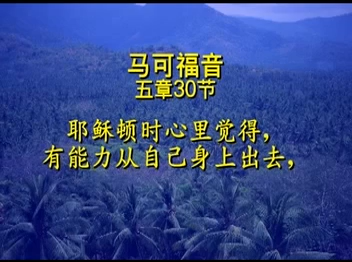 马可福音
五章30节
耶稣顿时心里觉得，
有能力从自己身上出去，